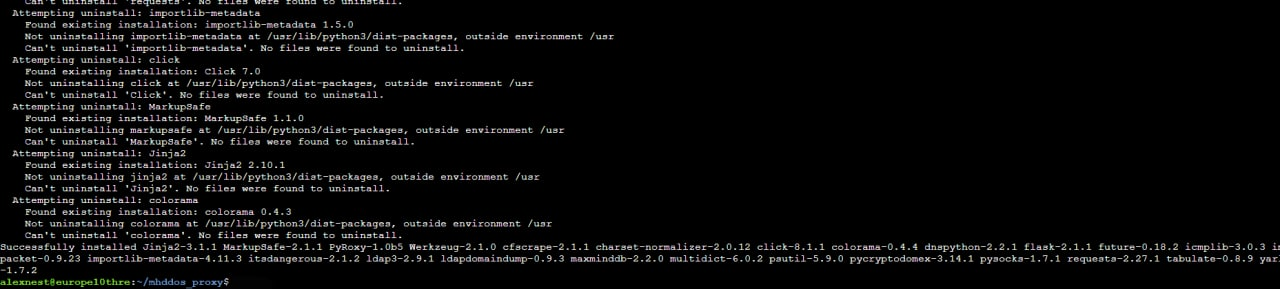 Can't uninstall 'requests'. No files were found to uninstall.
Attempting uninstall: importlib-metadata
Found existing installation: importlib-metadata 1.5.0
Not uninstalling importlib-metadata at /usr/lib/python3/dist-packages, outside environment /usr
Can't uninstall 'importlib-metadata'. No files were found to uninstall.
Attempting uninstall: click
Found existing installation: Click 7.0
Not uninstalling click at /usr/lib/python3/dist-packages, outside environment /usr
Can't uninstall 'Click'. No files were found to uninstall.
Attempting uninstall: MarkupSafe
Found existing installation: MarkupSafe 1.1.0
Not uninstalling markupsafe at /usr/lib/python3/dist-packages, outside environment /usr
Can't uninstall 'MarkupSafe'. No files were found to uninstall.
Attempting uninstall: Jinja2
Found existing installation: Jinja2 2.10.1
Not uninstalling jinja2 at /usr/lib/python3/dist-packages, outside environment /usr
Can't uninstall 'Jinja2'. No files were found to uninstall.
Attempting uninstall: colorama
Found existing installation: colorama 0.4.3
Not uninstalling colorama at /usr/lib/python3/dist-packages, outside environment /usr
Can't uninstall 'colorama'. No files were found to uninstall.
Successfully installed Jinja2-3.1.1 MarkupSafe-2.1.1 PyRoxy-1.0b5 Werkzeug-2.1.0 cfscrape-2.1.1 charset-normalizer-2.0.12 click-8.1.1 colorama-0.4.4 dnspython-2.2.1 flask-2.1.1 future-0.18.2 icmplib-3.0.3 i
packet-0.9.23 importlib-metadata-4.11.3 itsdangerous-2.1.2 ldap3-2.9.1 ldapdomaindump-0.9.3 maxminddb-2.2.0 multidict-6.0.2 psutil-5.9.0 pycryptodomex-3.14.1 pysocks-1.7.1 requests-2.27.1 tabulate-0.8.9 yar
-1.7.2
alexnest@europe10thre:~/mhddos_proxy$